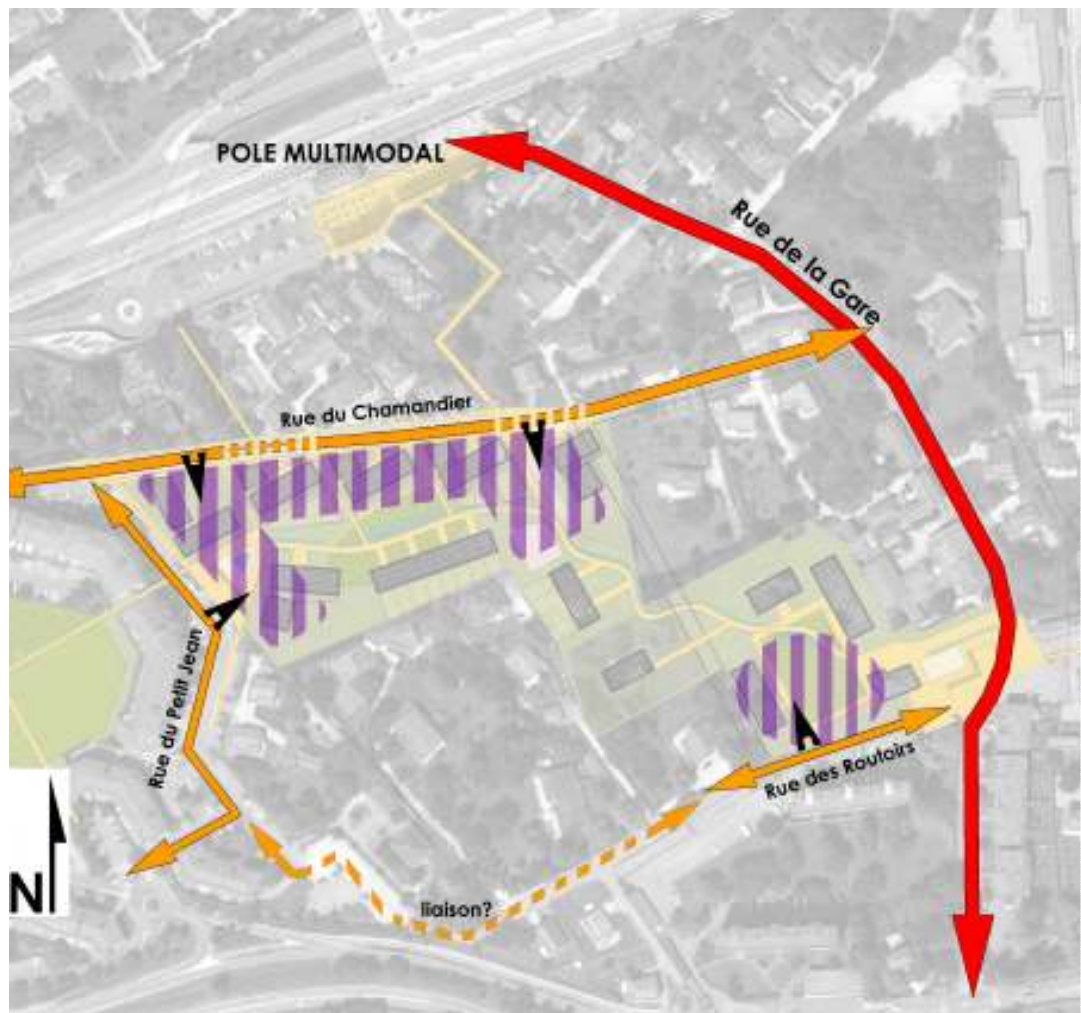 POLE MULTIMODAL
Rue de la Gare
Rue du Chamandier
Rue du Petit Jean
Rue des Routoirs
N
liaison?